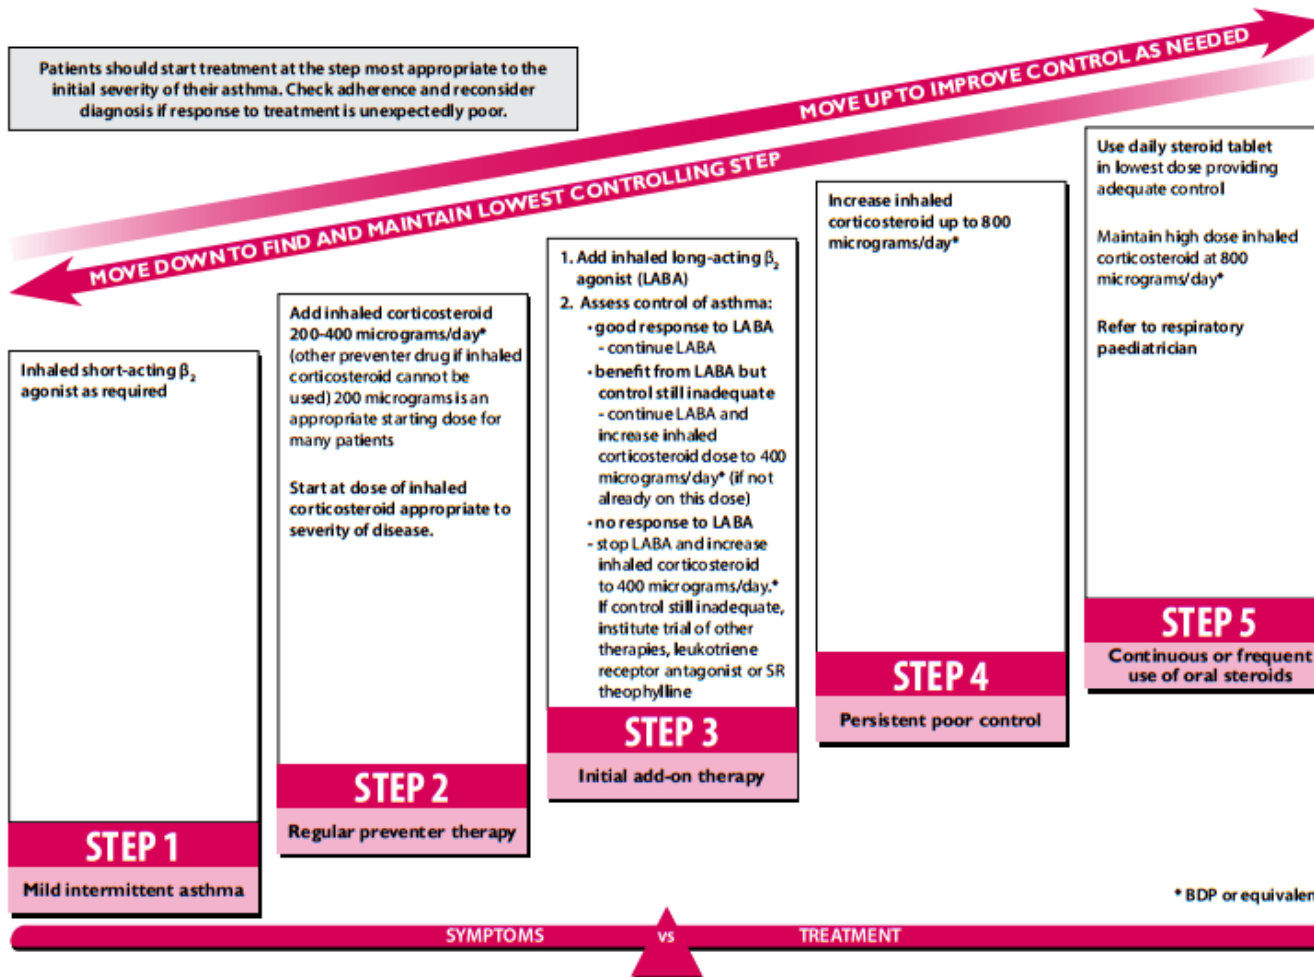 Patients should start treatment at the step most appropriate to the
initial severity of their asthma. Check adherence and reconsider
diagnosis if response to treatment is unexpectedly poor.
MOVE UP TO IMPROVE CONTROL AS NEEDED
MOVE DOWN TO FIND AND MAINTAIN LOWEST CONTROLLING STEP
Inhaled short-acting β₂
agonist as required
STEP 1
Mild intermittent asthma
Add inhaled corticosteroid
200-400 micrograms/day*
(other preventer drug if inhaled
corticosteroid cannot be
used) 200 micrograms is an
appropriate starting dose for
many patients
Start at dose of inhaled
corticosteroid appropriate to
severity of disease.
STEP 2
Regular preventer therapy
1. Add inhaled long-acting β₂
agonist (LABA)
2. Assess control of asthma:
• good response to LABA
- continue LABA
• benefit from LABA but
control still inadequate
- continue LABA and
increase inhaled
corticosteroid dose to 400
micrograms/day* (if not
already on this dose)
• no response to LABA
- stop LABA and increase
inhaled corticosteroid
to 400 micrograms/day.*
If control still inadequate,
institute trial of other
therapies, leukotriene
receptor antagonist or SR
theophylline
STEP 3
Initial add-on therapy
Increase inhaled
corticosteroid up to 800
micrograms/day*
STEP 4
Persistent poor control
Use daily steroid tablet
in lowest dose providing
adequate control
Maintain high dose inhaled
corticosteroid at 800
micrograms/day*
Refer to respiratory
paediatrician
STEP 5
Continuous or frequent
use of oral steroids
* BDP or equivalen
SYMPTOMS vs TREATMENT